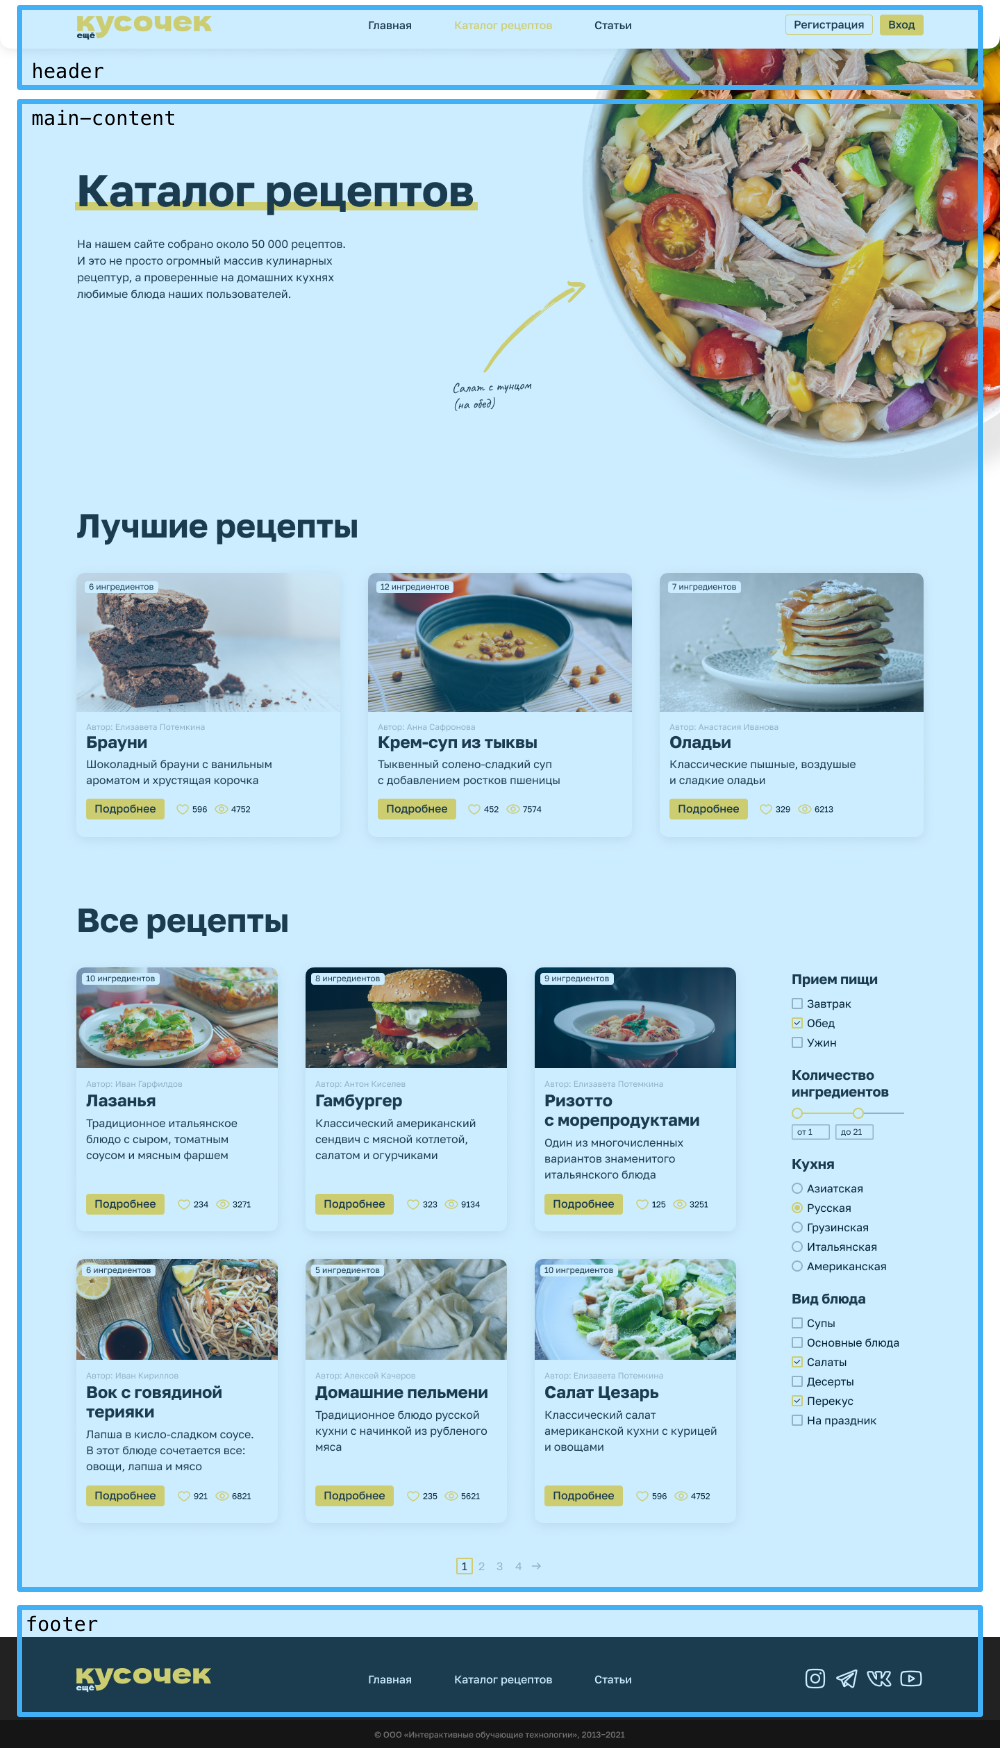 кусочек
ещё
Главная
Каталог рецептов
Статьи
Регистрация
Вход
header
main-content
Каталог рецептов
На нашем сайте собрано около 50 000 рецептов.
И это не просто огромный массив кулинарных
рецептур, а проверенные на домашних кухнях
любимые блюда наших пользователей.
Салат с тунцом
(на обед)
Лучшие рецепты
6 ингредиентов
Автор: Елизавета Потемкина
Брауни
Шоколадный брауни с ванильным
ароматом и хрустящая корочка
Подробнее
596
4752
12 ингредиентов
Автор: Анна Сафронова
Крем-суп из тыквы
Тыквенный солено-сладкий суп
с добавлением ростков пшеницы
Подробнее
452
7574
7 ингредиентов
Автор: Анастасия Иванова
Оладьи
Классические пышные, воздушые
и сладкие оладьи
Подробнее
329
6213
Все рецепты
10 ингредиентов
Автор: Иван Гарфилдов
Лазанья
Традиционное итальянское
блюдо с сыром, томатным
соусом и мясным фаршем
Подробнее
234
3271
8 ингредиентов
Автор: Антон Киселев
Гамбургер
Классический американский
сендвич с мясной котлетой,
салатом и огурчиками
Подробнее
323
9134
9 ингредиентов
Автор: Елизавета Потемкина
Ризотто
с морепродуктами
Один из многочисленных
вариантов знаменитого
итальянского блюда
Подробнее
125
3251
6 ингредиентов
Автор: Иван Кириллов
Вок с говядиной
терияки
Лапша в кисло-сладком соусе.
В этот блюде сочетается все:
овощи, лапша и мясо
Подробнее
921
6821
5 ингредиентов
Автор: Алексей Качеров
Домашние пельмени
Традиционное блюдо русской
кухни с начинкой из рубленого
мяса
Подробнее
235
5621
10 ингредиентов
Автор: Елизавета Потемкина
Салат Цезарь
Классический салат
американской кухни с курицей
и овощами
Подробнее
596
4752
Прием пищи
Завтрак
Обед
Ужин
Количество
ингредиентов
от 1
до 21
Кухня
Азиатская
Русская
Грузинская
Итальянская
Американская
Вид блюда
Супы
Основные блюда
Салаты
Десерты
Перекус
На праздник
1 2 3 4 →
footer
кусочек
ещё
Главная
Каталог рецептов
Статьи
© ООО «Интерактивные обучающие технологии», 2013–2021